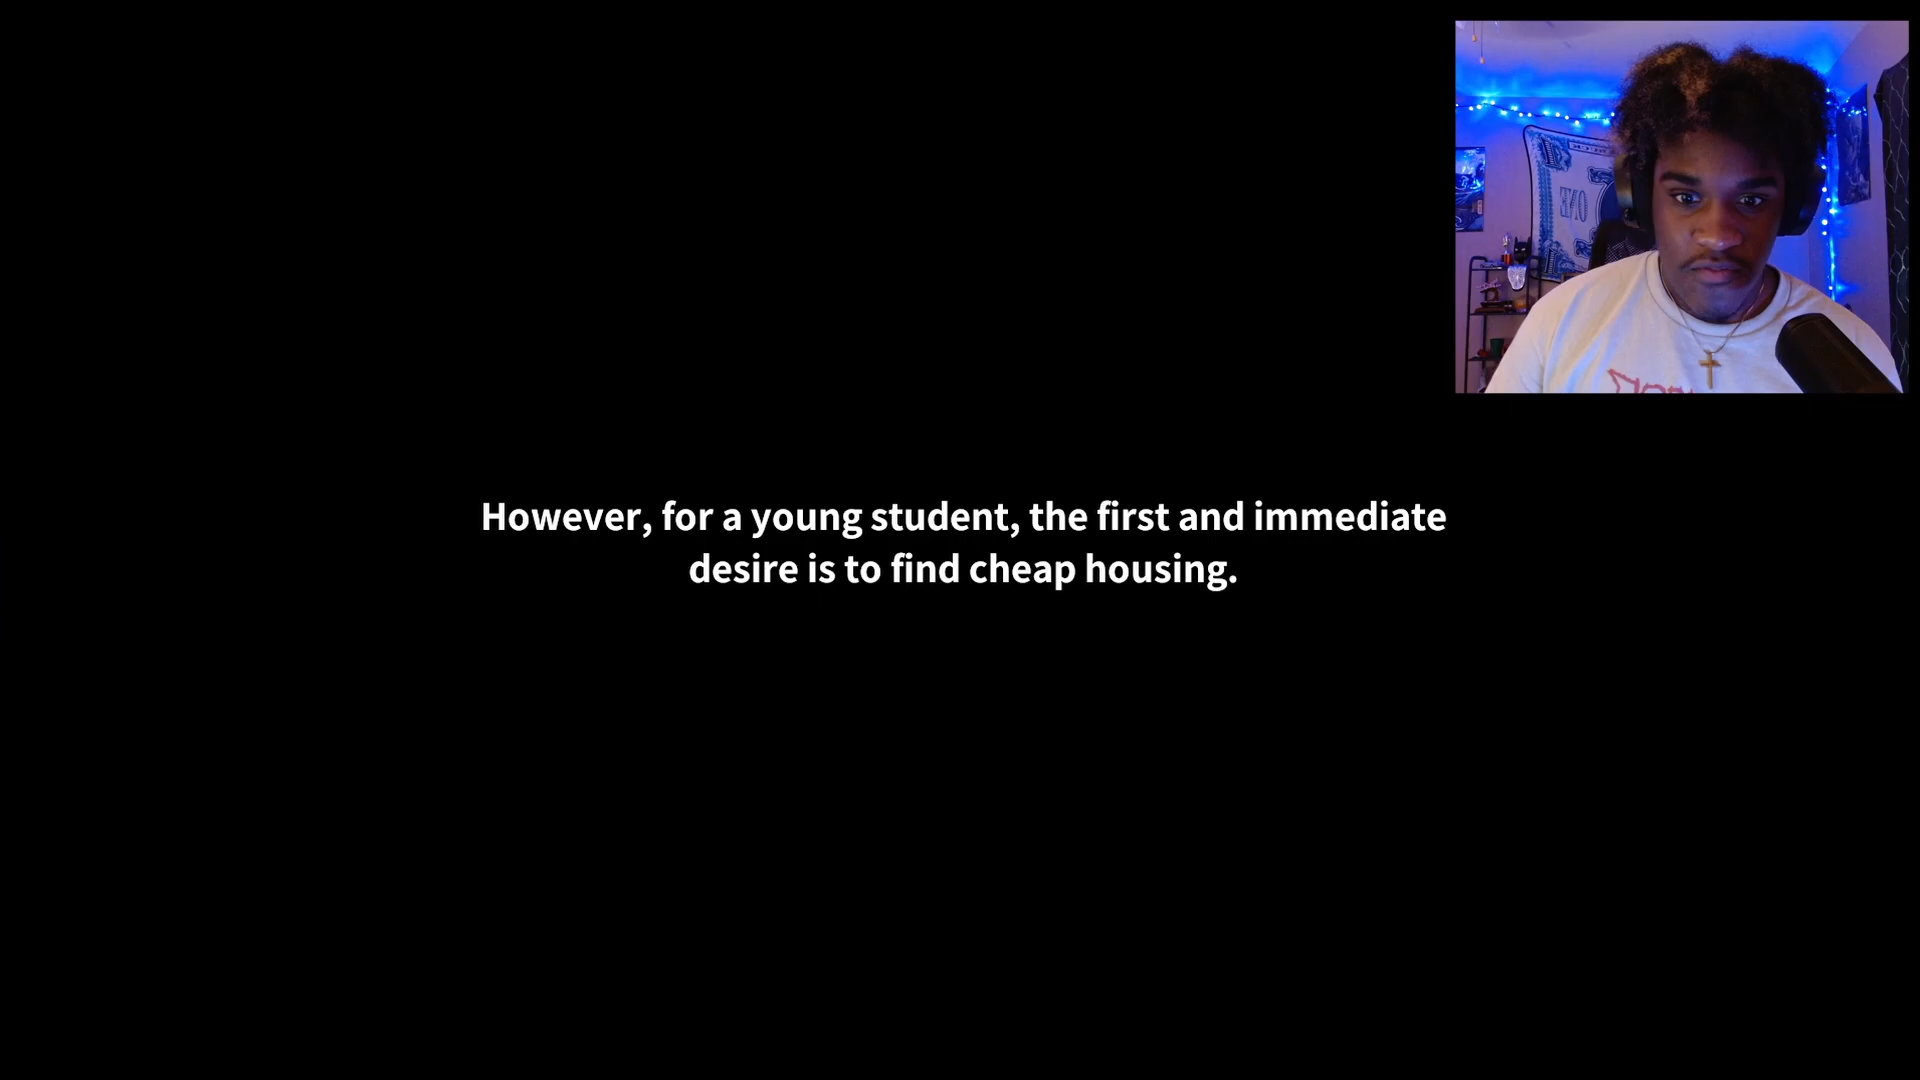 However, for a young student, the first and immediate
desire is to find cheap housing.